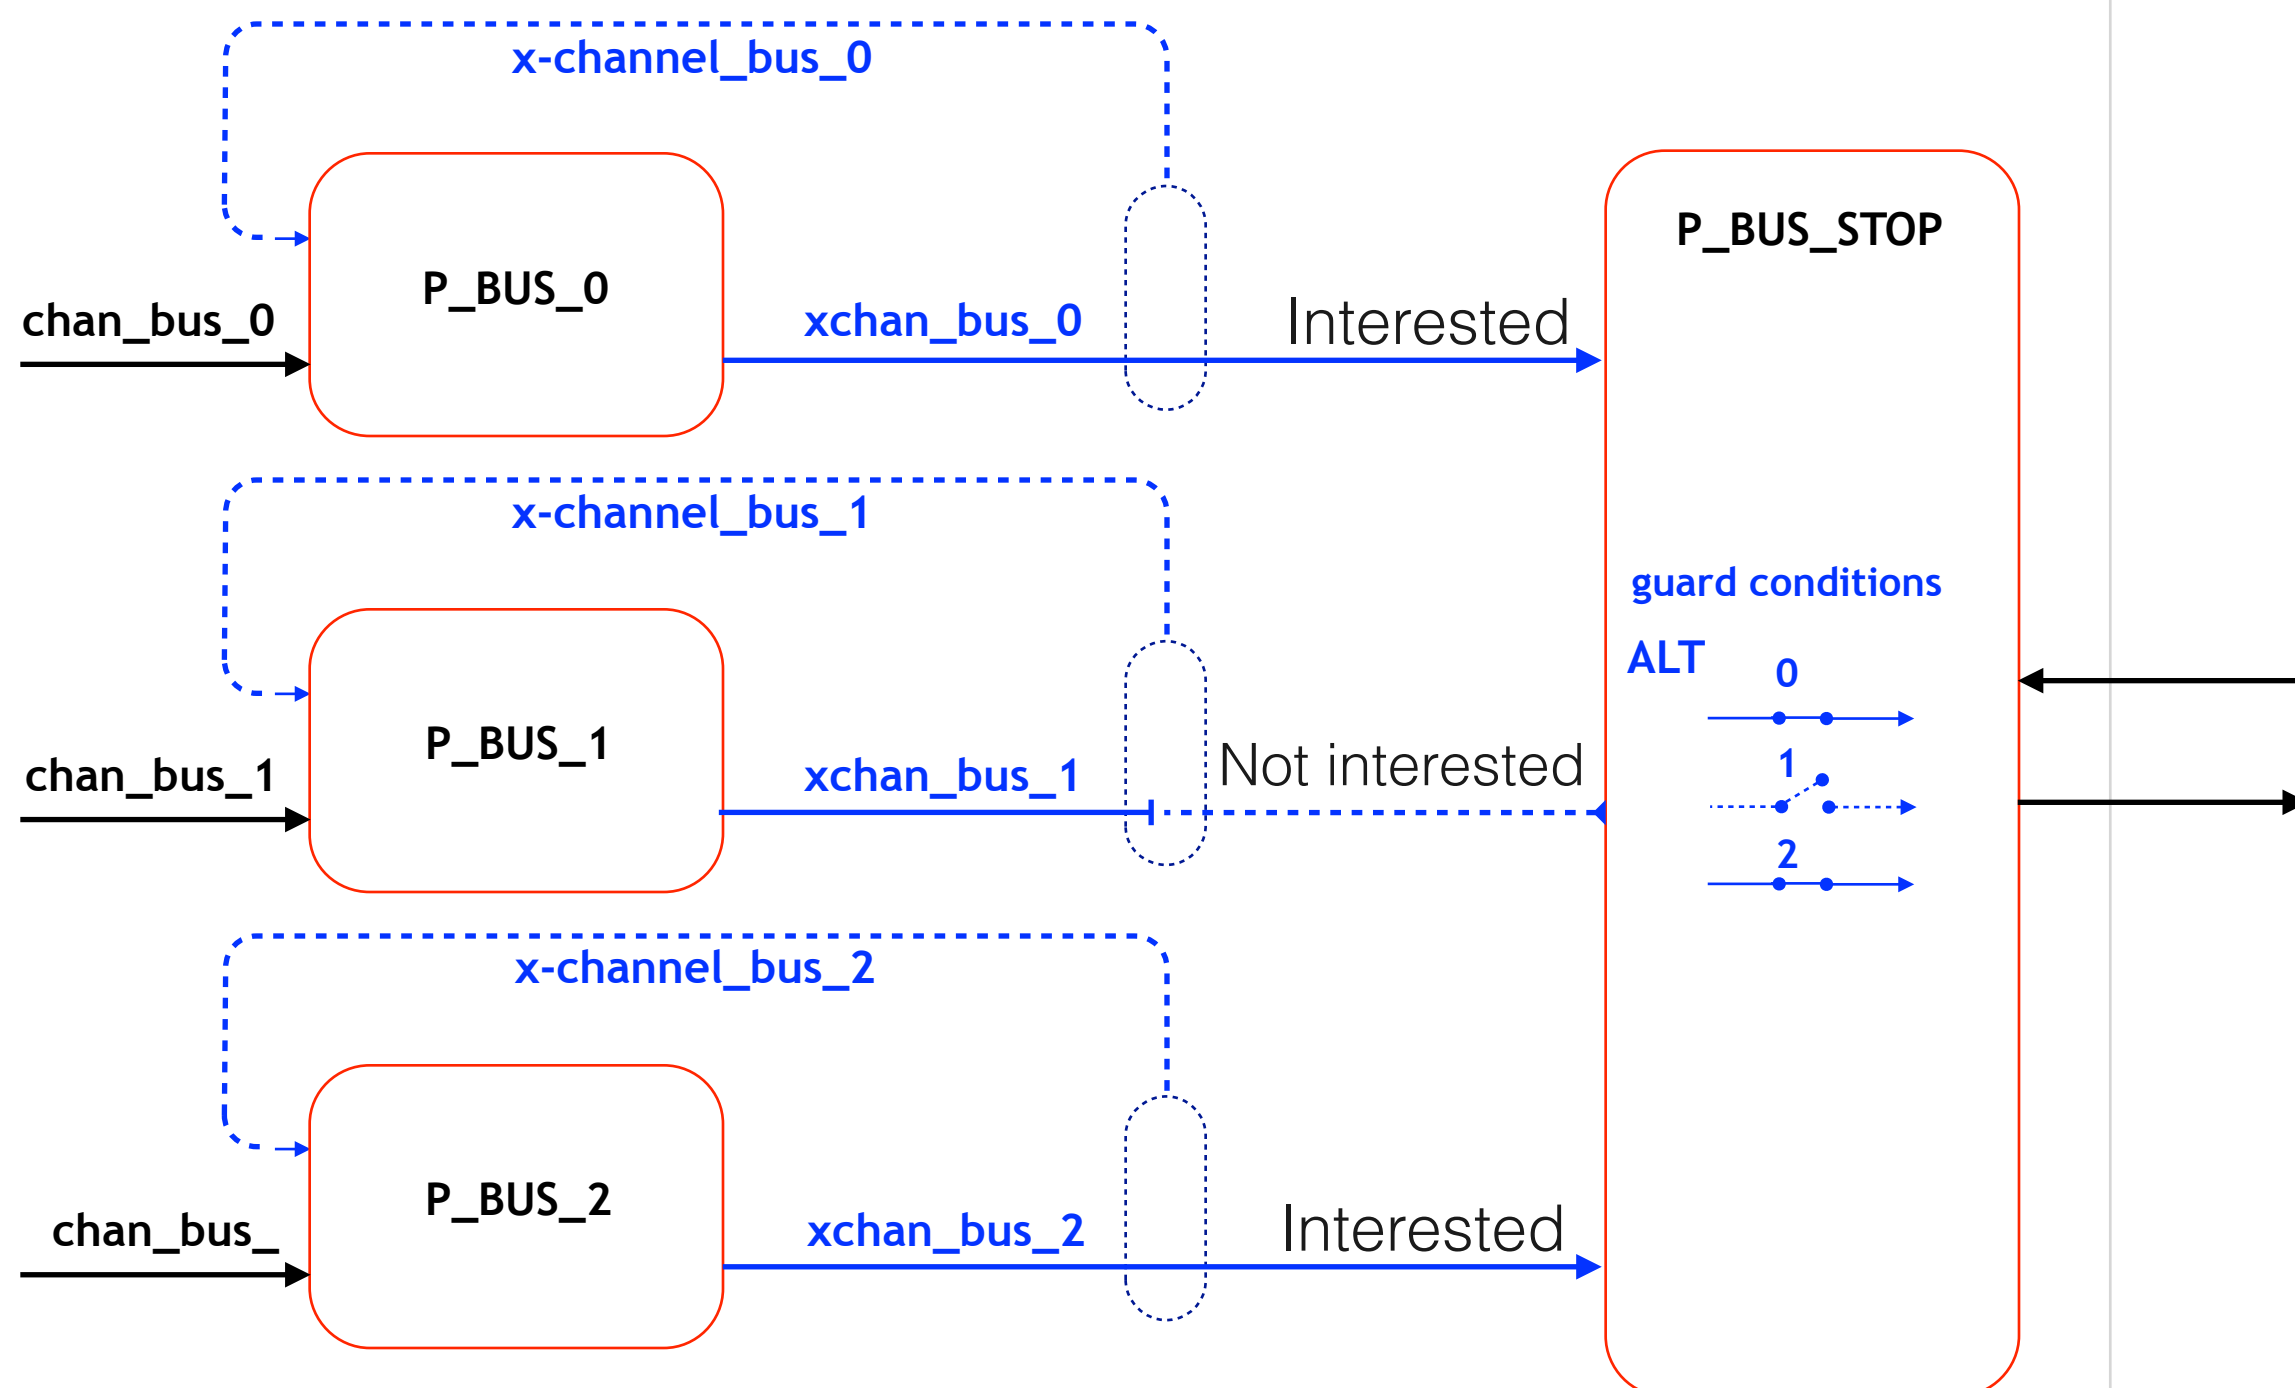 x-channel_bus_0
P_BUS_0
chan_bus_0
xchan_bus_0
Interested
P_BUS_STOP
x-channel_bus_1
P_BUS_1
chan_bus_1
xchan_bus_1
Not interested
guard conditions
ALT
0
1
2
x-channel_bus_2
P_BUS_2
chan_bus_
xchan_bus_2
Interested